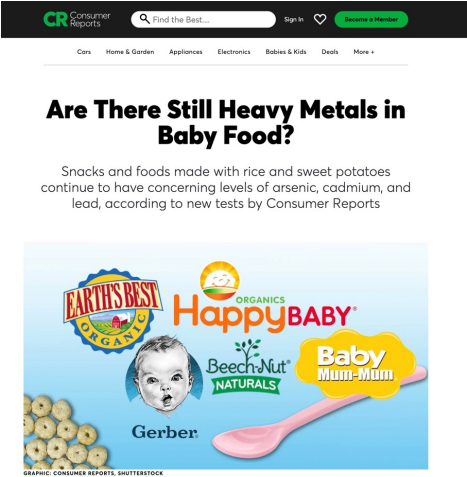 CR Consumer Reports
Find the Best....
Sign In
Become a Member
Cars Home & Garden Appliances Electronics Babies & Kids Deals More +
Are There Still Heavy Metals in
Baby Food?
Snacks and foods made with rice and sweet potatoes
continue to have concerning levels of arsenic, cadmium, and
lead, according to new tests by Consumer Reports
EARTH'S BEST
ORGANIC
ORGANICS
HappyBABY®
Beech-Nut®
NATURALS
Baby
Mum-Mum
Gerber
GRAPHIC: CONSUMER REPORTS, SHUTTERSTOCK